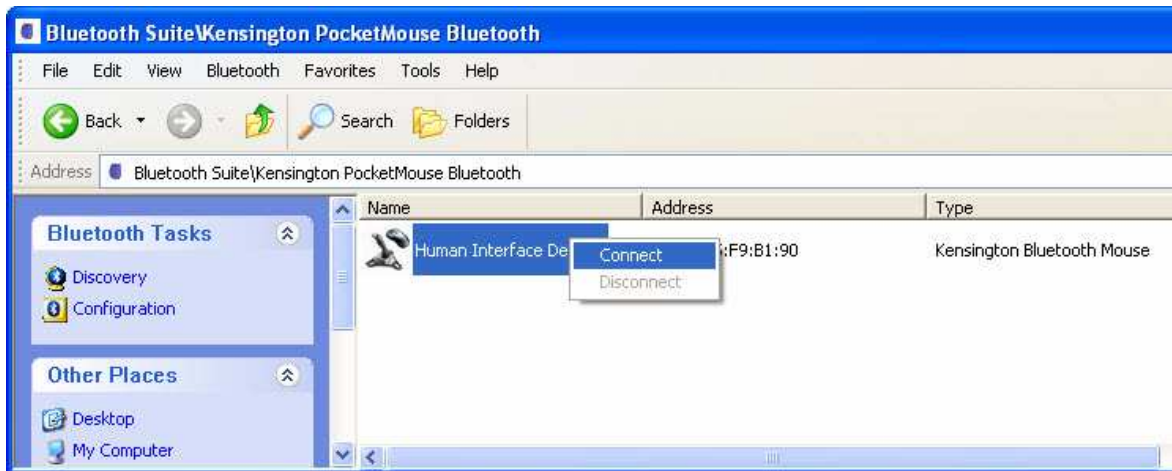 Bluetooth Suite\Kensington PocketMouse Bluetooth
File Edit View Bluetooth Favorites Tools Help
Back Search Folders
Address Bluetooth Suite\Kensington PocketMouse Bluetooth
Name Address Type
Bluetooth Tasks
Human Interface De :F9:B1:90 Kensington Bluetooth Mouse
Connect
Disconnect
Discovery
Configuration
Other Places
Desktop
My Computer